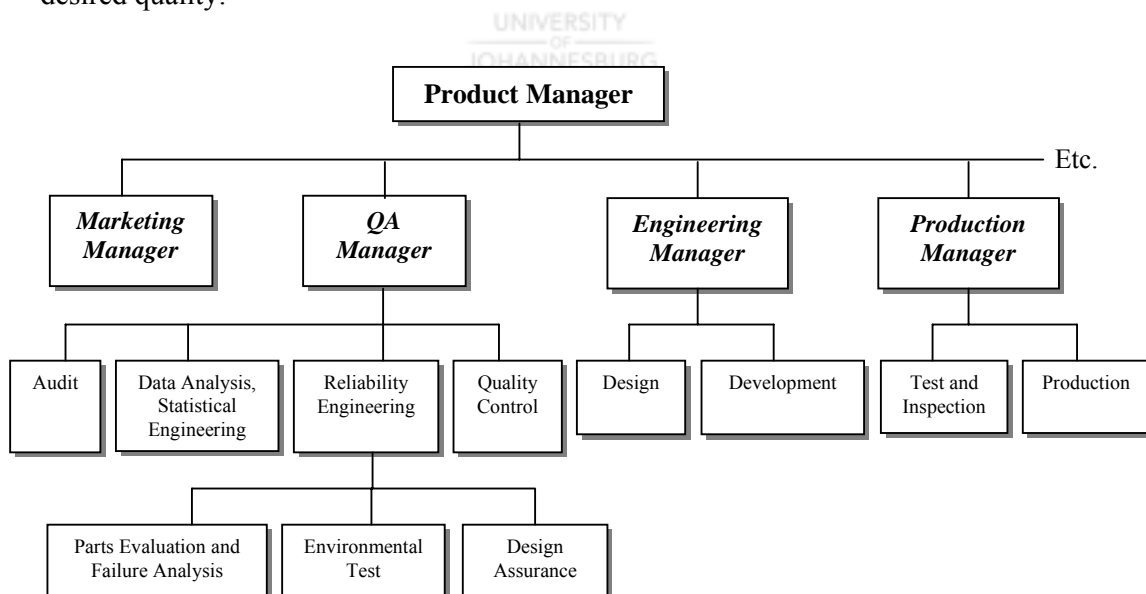 desired quality.
UNIVERSITY
OF
JOHANNESBURG
Product Manager
Etc.
Marketing
Manager
QA
Manager
Engineering
Manager
Production
Manager
Audit
Data Analysis,
Statistical
Engineering
Reliability
Engineering
Quality
Control
Design
Development
Test and
Inspection
Production
Parts Evaluation and
Failure Analysis
Environmental
Test
Design
Assurance